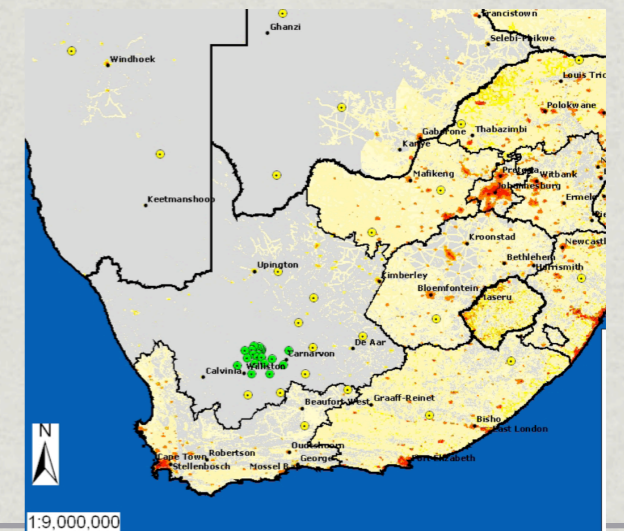 Francistown
Ghanzi
Selebi-Phikwe
Windhoek
Louis Tric
Polokwane
Gaborone
Thabazimbi
Kanye
Mafikeng
Pretoria
Witbank
Johannesburg
Ermelo
Keetmanshoop
Kroonstad
Newcastl
Bethlehem
Harrismith
Upington
Kimberley
Bloemfontein
Maseru
De Aar
Carnarvon
Williston
Calvinia
Beaufort West
Graaff-Reinet
Bisho
East London
Oudtshoorn
Robertson
Cape Town
George
Port Elizabeth
Stellenbosch
Mossel Ba
N
1:9,000,000